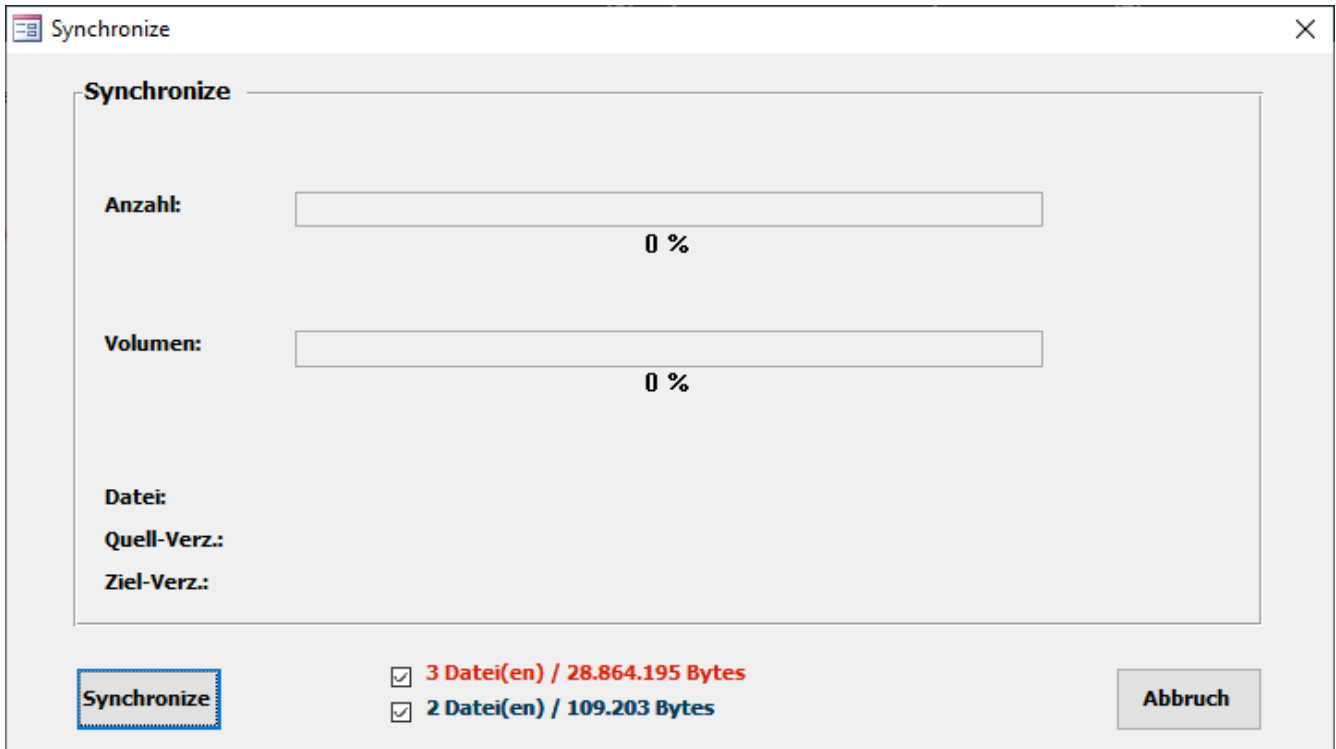 Synchronize
Synchronize
Anzahl:
0 %
Volumen:
0 %
Datei:
Quell-Verz.:
Ziel-Verz.:
Synchronize
3 Datei(en) / 28.864.195 Bytes
2 Datei(en) / 109.203 Bytes
Abbruch